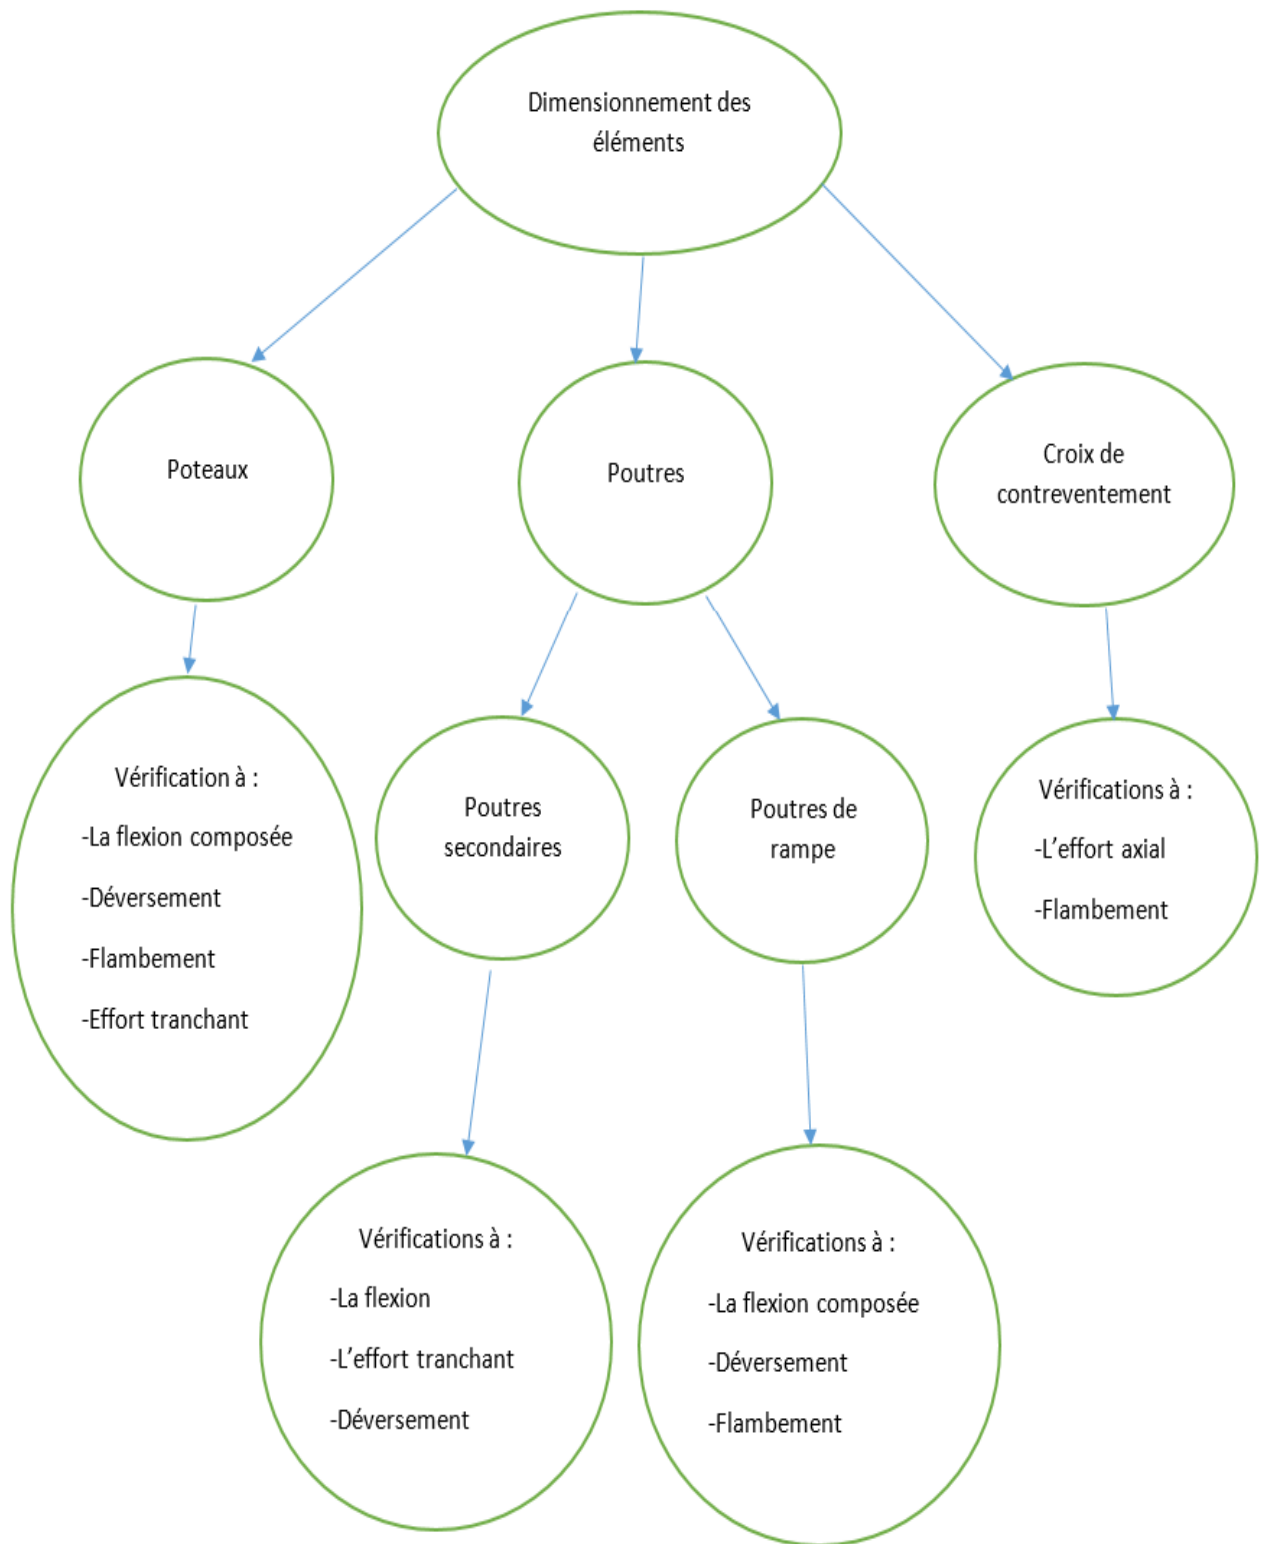 Dimensionnement des
éléments
Poteaux
Poutres
Croix de
contreventement
Vérification à :
-La flexion composée
-Déversement
-Flambement
-Effort tranchant
Poutres
secondaires
Poutres de
rampe
Vérifications à :
-L’effort axial
-Flambement
Vérifications à :
-La flexion
-L’effort tranchant
-Déversement
Vérifications à :
-La flexion composée
-Déversement
-Flambement